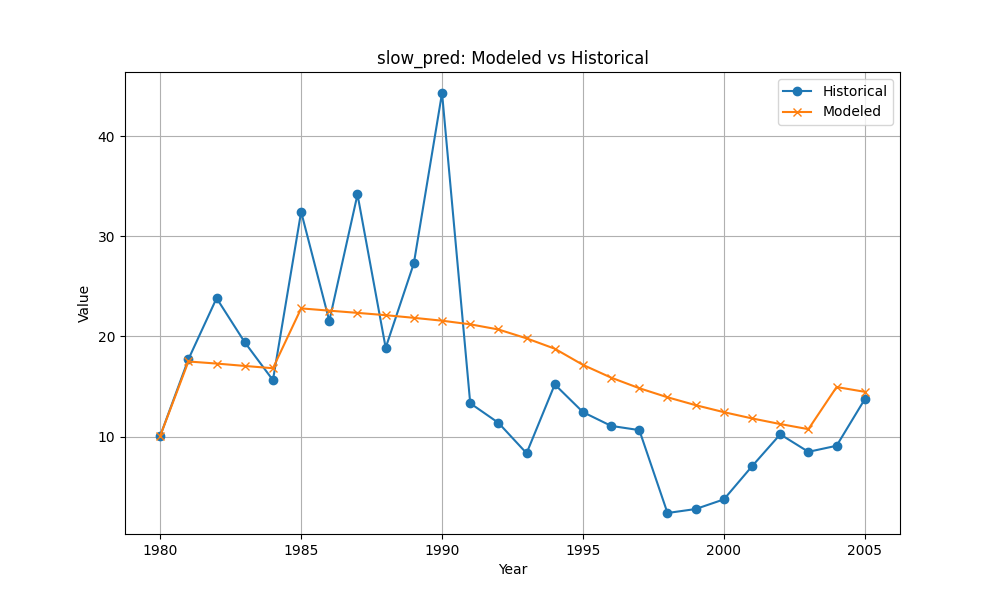 slow_pred: Modeled vs Historical
Historical
Modeled
Value
40
30
20
10
1980 1985 1990 1995 2000 2005
Year